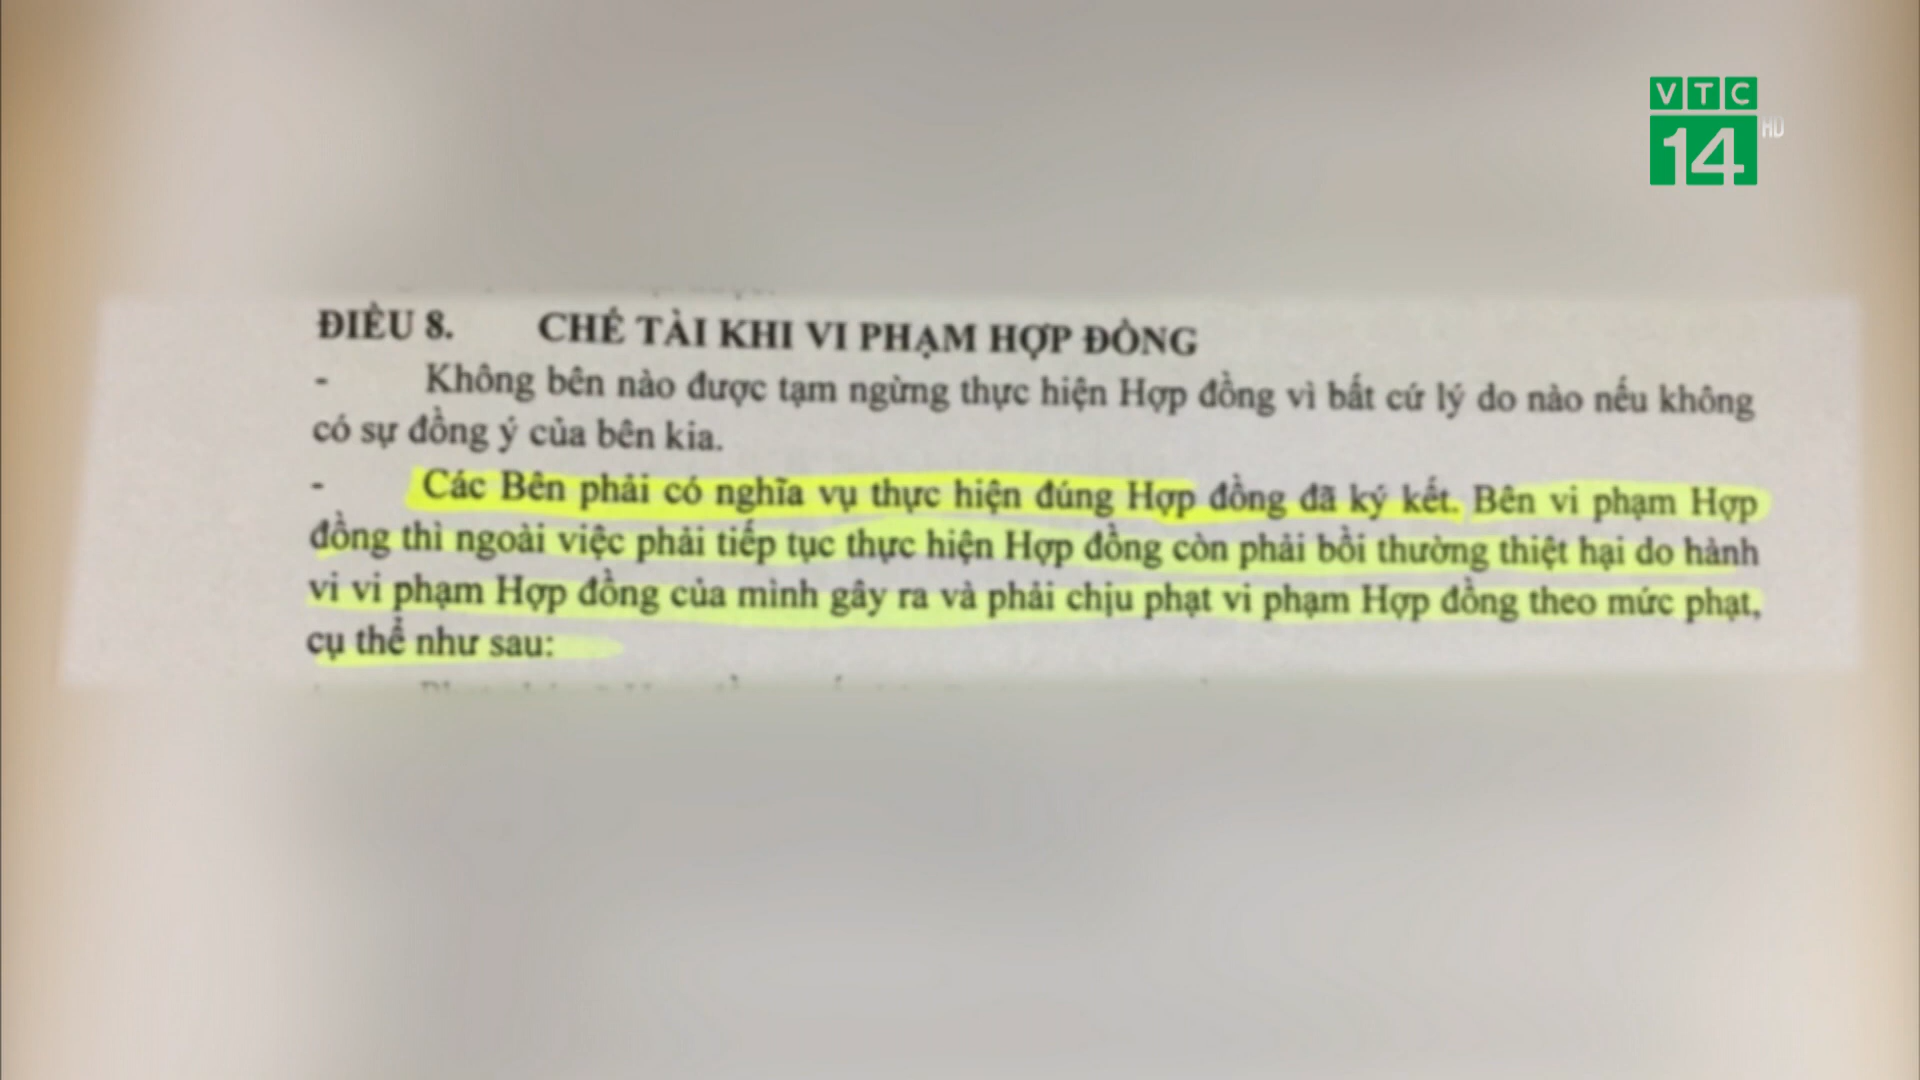 VTC
14 HD
ĐIỀU 8. CHẾ TÀI KHI VI PHẠM HỢP ĐỒNG
- Không bên nào được tạm ngừng thực hiện Hợp đồng vì bất cứ lý do nào nếu không
có sự đồng ý của bên kia.
- Các Bên phải có nghĩa vụ thực hiện đúng Hợp đồng đã ký kết. Bên vi phạm Hợp
đồng thì ngoài việc phải tiếp tục thực hiện Hợp đồng còn phải bồi thường thiệt hại do hành
vi vi phạm Hợp đồng của mình gây ra và phải chịu phạt vi phạm Hợp đồng theo mức phạt,
cụ thể như sau: